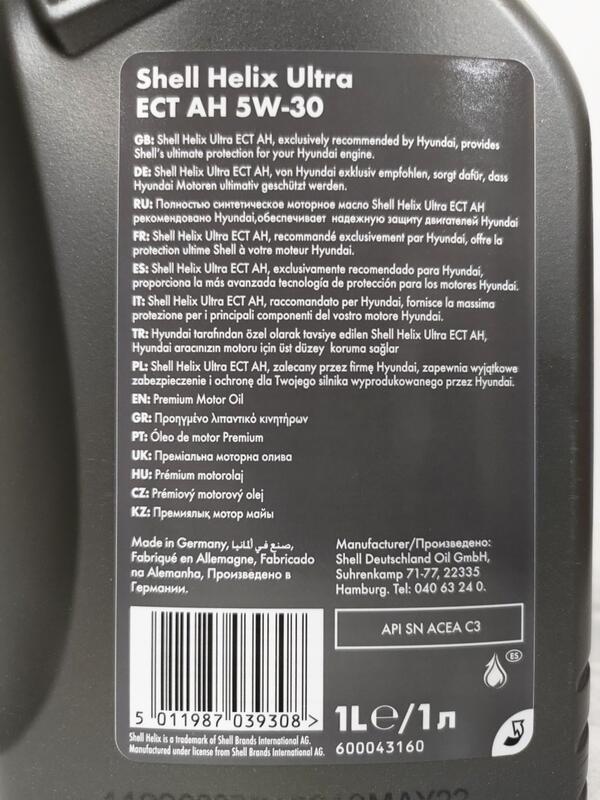 Shell Helix Ultra
ECT AH 5W-30
GB: Shell Helix Ultra ECT AH, exclusively recommended by Hyundai, provides
Shell's ultimate protection for your Hyundai engine.
DE: Shell Helix Ultra ECT AH, von Hyundai exklusiv empfohlen, sorgt dafür, dass
Hyundai Motoren ultimativ geschützt werden.
RU: Полностью синтетическое моторное масло Shell Helix Ultra ECT AH
рекомендовано Hyundai,обеспечивает надежную защиту двигателей Hyundai
FR: Shell Helix Ultra ECT AH, recommandé exclusivement par Hyundai, offre la
protection ultime Shell à votre moteur Hyundai.
ES: Shell Helix Ultra ECT AH, exclusivamente recomendado para Hyundai,
proporciona la más avanzada tecnología de protección para los motores Hyundai.
IT: Shell Helix Ultra ECT AH, raccomandato per Hyundai, fornisce la massima
protezione per i principali componenti del vostro motore Hyundai.
TR: Hyundai tarafından özel olarak tavsiye edilen Shell Helix Ultra ECT AH,
Hyundai aracınızın motoru için üst düzey koruma sağlar
PL: Shell Helix Ultra ECT AH, zalecany przez firmę Hyundai, zapewnia wyjątkowe
zabezpieczenie i ochronę dla Twojego silnika wyprodukowanego przez Hyundai.
EN: Premium Motor Oil
GR: Προηγμένο λιπαντικό κινητήρων
PT: Óleo de motor Premium
UK: Преміальна моторна олива
HU: Prémium motorolaj
CZ: Prémiový motorový olej
KZ: Премиялық мотор майы
Made in Germany, صنع في ألمانيا,
Fabriqué en Allemagne, Fabricado
na Alemanha, Произведено в
Германии.
Manufacturer/Произведено:
Shell Deutschland Oil GmbH,
Suhrenkamp 71-77, 22335
Hamburg. Tel: 040 63 24 0.
API SN ACEA C3
ES
5 011987 039308 >
1L℮/1л
600043160
Shell Helix is a trademark of Shell Brands International AG.
Manufactured under license from Shell Brands International AG.